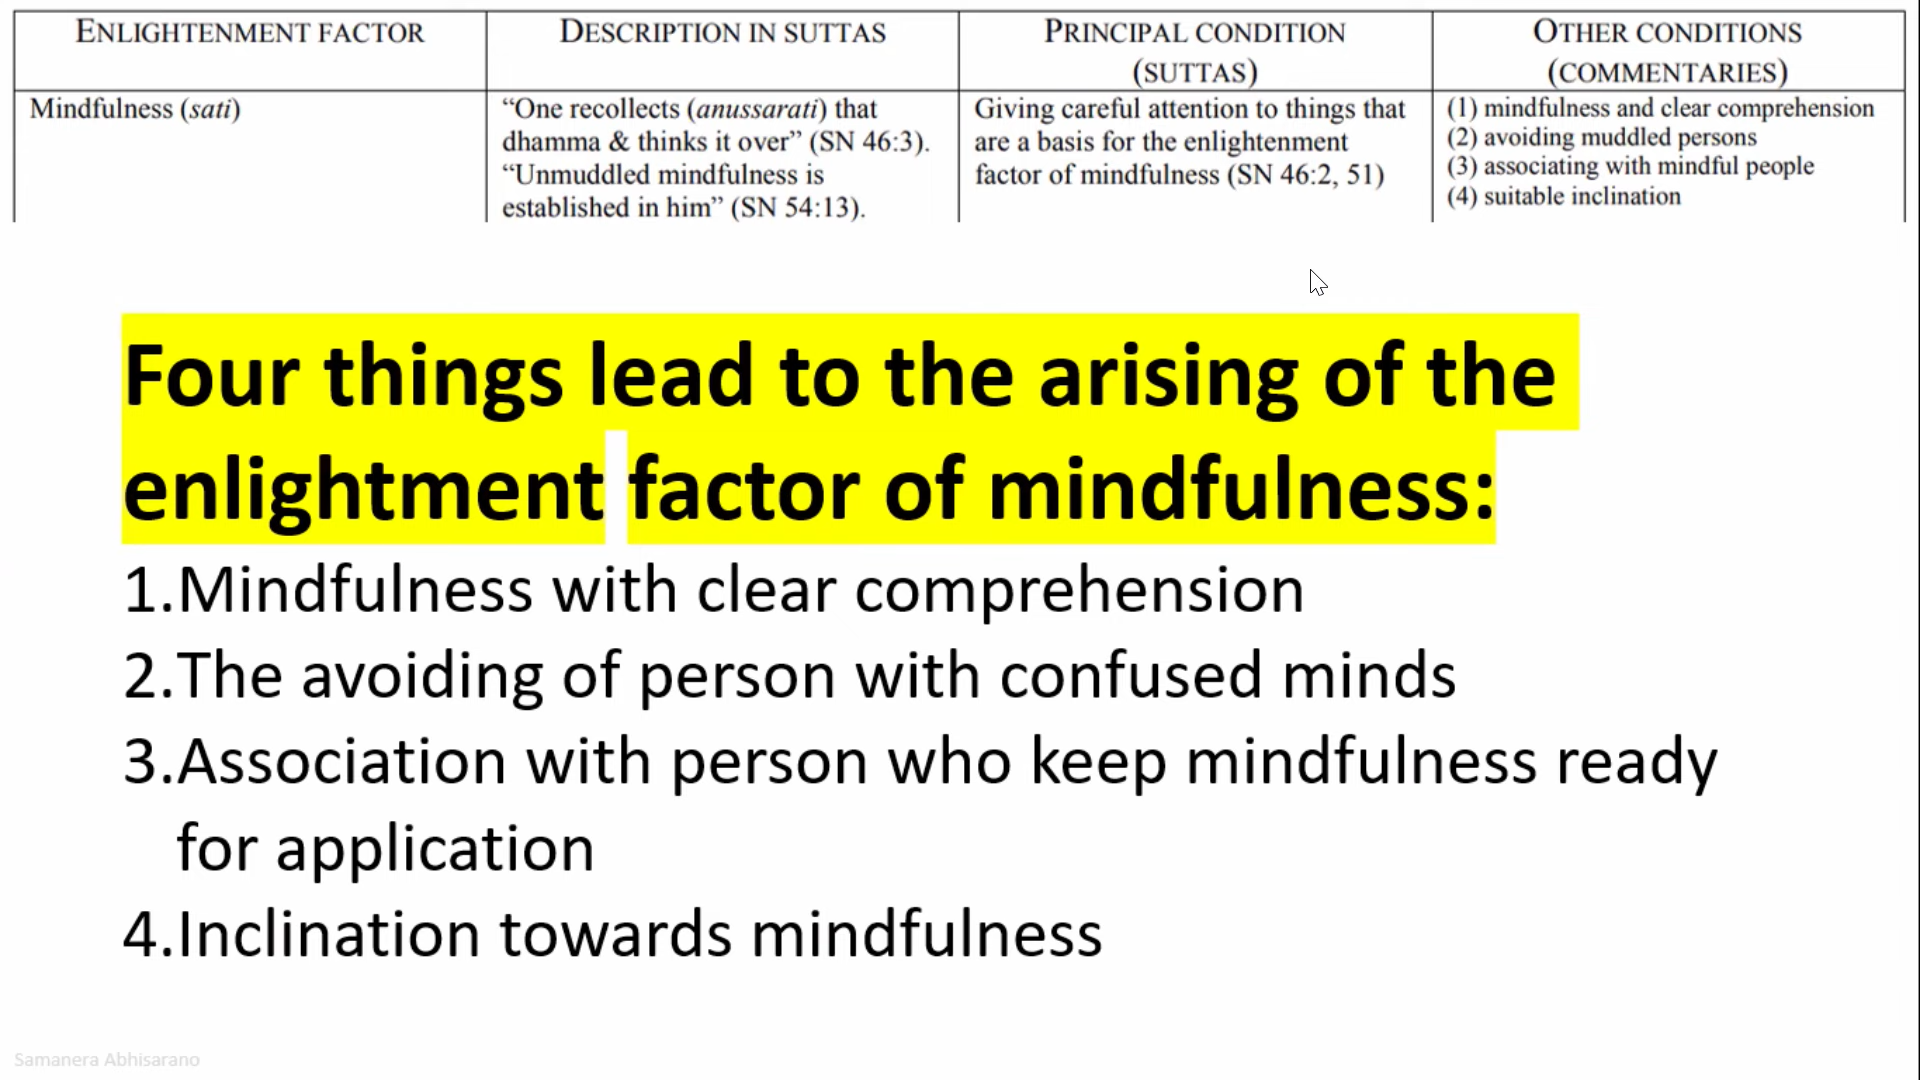 ENLIGHTENMENT FACTOR
DESCRIPTION IN SUTTAS
PRINCIPAL CONDITION
(SUTTAS)
OTHER CONDITIONS
(COMMENTARIES)
Mindfulness (sati)
“One recollects (anussarati) that
dhamma & thinks it over” (SN 46:3).
“Unmuddled mindfulness is
established in him” (SN 54:13).
Giving careful attention to things that
are a basis for the enlightenment
factor of mindfulness (SN 46:2, 51)
(1) mindfulness and clear comprehension
(2) avoiding muddled persons
(3) associating with mindful people
(4) suitable inclination
Four things lead to the arising of the
enlightment factor of mindfulness:
1.Mindfulness with clear comprehension
2.The avoiding of person with confused minds
3.Association with person who keep mindfulness ready
for application
4.Inclination towards mindfulness
Samanera Abhisarano